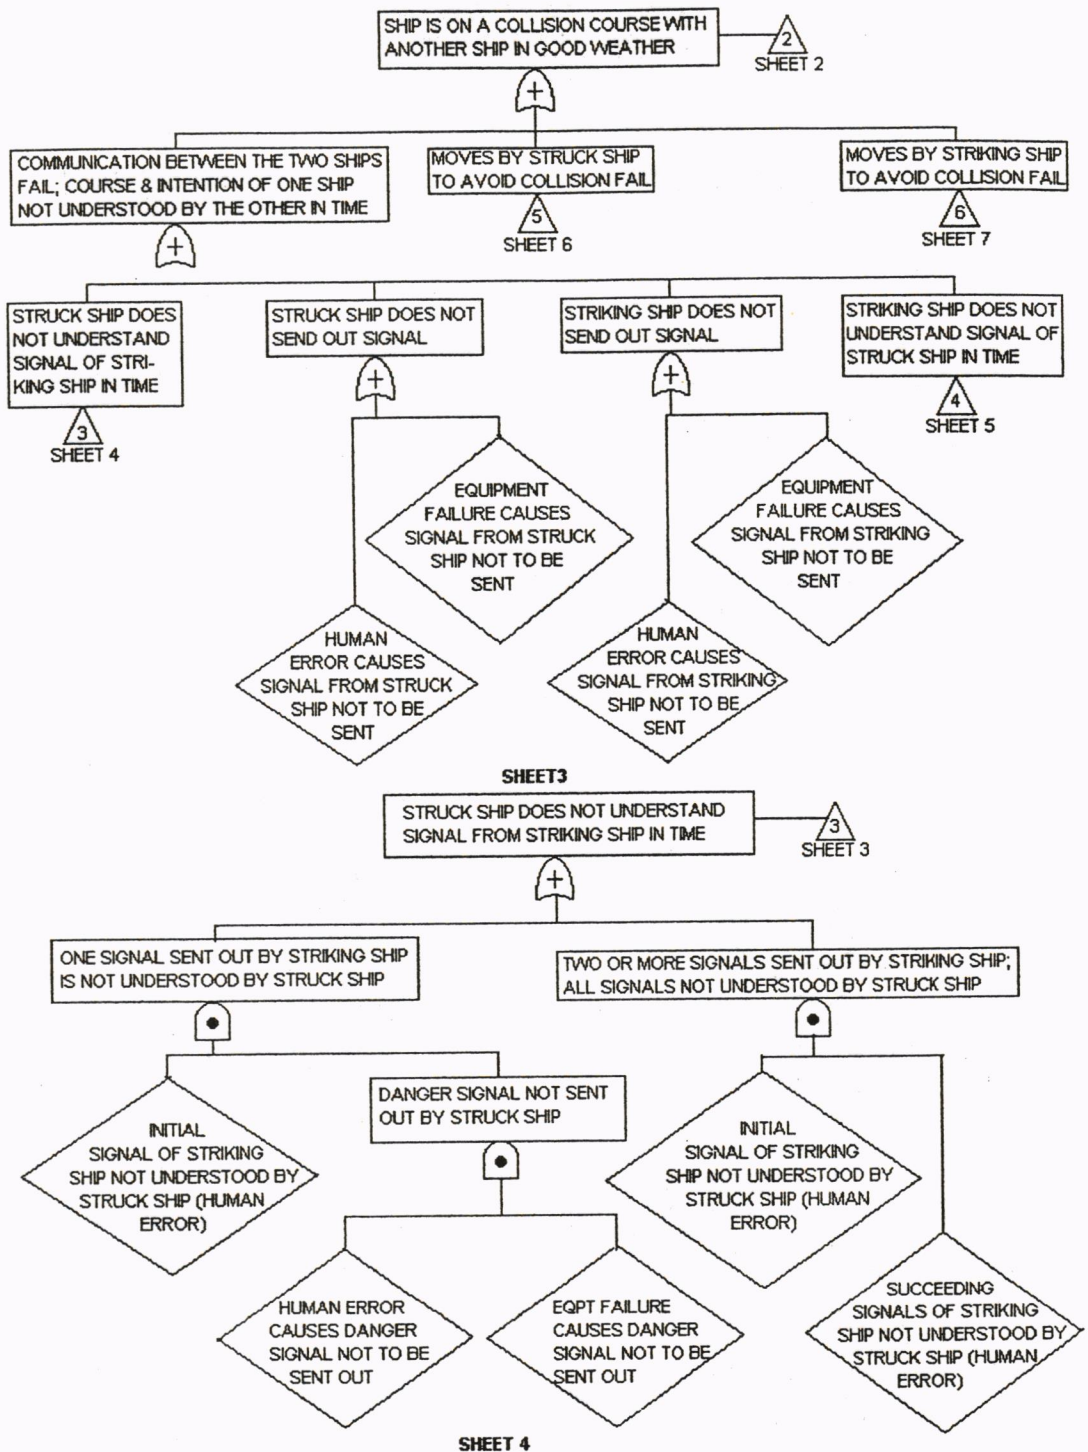 SHIP IS ON A COLLISION COURSE WITH
ANOTHER SHIP IN GOOD WEATHER
2
SHEET 2
+
COMMUNICATION BETWEEN THE TWO SHIPS
FAIL; COURSE & INTENTION OF ONE SHIP
NOT UNDERSTOOD BY THE OTHER IN TIME
MOVES BY STRUCK SHIP
TO AVOID COLLISION FAIL
5
SHEET 6
MOVES BY STRIKING SHIP
TO AVOID COLLISION FAIL
6
SHEET 7
+
STRUCK SHIP DOES
NOT UNDERSTAND
SIGNAL OF STRI-
KING SHIP IN TIME
3
SHEET 4
STRUCK SHIP DOES NOT
SEND OUT SIGNAL
+
STRIKING SHIP DOES NOT
SEND OUT SIGNAL
+
STRIKING SHIP DOES NOT
UNDERSTAND SIGNAL OF
STRUCK SHIP IN TIME
4
SHEET 5
EQUIPMENT
FAILURE CAUSES
SIGNAL FROM STRUCK
SHIP NOT TO BE
SENT
EQUIPMENT
FAILURE CAUSES
SIGNAL FROM STRIKING
SHIP NOT TO BE
SENT
HUMAN
ERROR CAUSES
SIGNAL FROM STRUCK
SHIP NOT TO BE
SENT
HUMAN
ERROR CAUSES
SIGNAL FROM STRIKING
SHIP NOT TO BE
SENT
SHEET3
STRUCK SHIP DOES NOT UNDERSTAND
SIGNAL FROM STRIKING SHIP IN TIME
3
SHEET 3
+
ONE SIGNAL SENT OUT BY STRIKING SHIP
IS NOT UNDERSTOOD BY STRUCK SHIP
TWO OR MORE SIGNALS SENT OUT BY STRIKING SHIP;
ALL SIGNALS NOT UNDERSTOOD BY STRUCK SHIP
INITIAL
SIGNAL OF STRIKING
SHIP NOT UNDERSTOOD BY
STRUCK SHIP (HUMAN
ERROR)
DANGER SIGNAL NOT SENT
OUT BY STRUCK SHIP
INITIAL
SIGNAL OF STRIKING
SHIP NOT UNDERSTOOD BY
STRUCK SHIP (HUMAN
ERROR)
HUMAN ERROR
CAUSES DANGER
SIGNAL NOT TO BE
SENT OUT
EQPT FAILURE
CAUSES DANGER
SIGNAL NOT TO BE
SENT OUT
SUCCEEDING
SIGNALS OF STRIKING
SHIP NOT UNDERSTOOD BY
STRUCK SHIP (HUMAN
ERROR)
SHEET 4